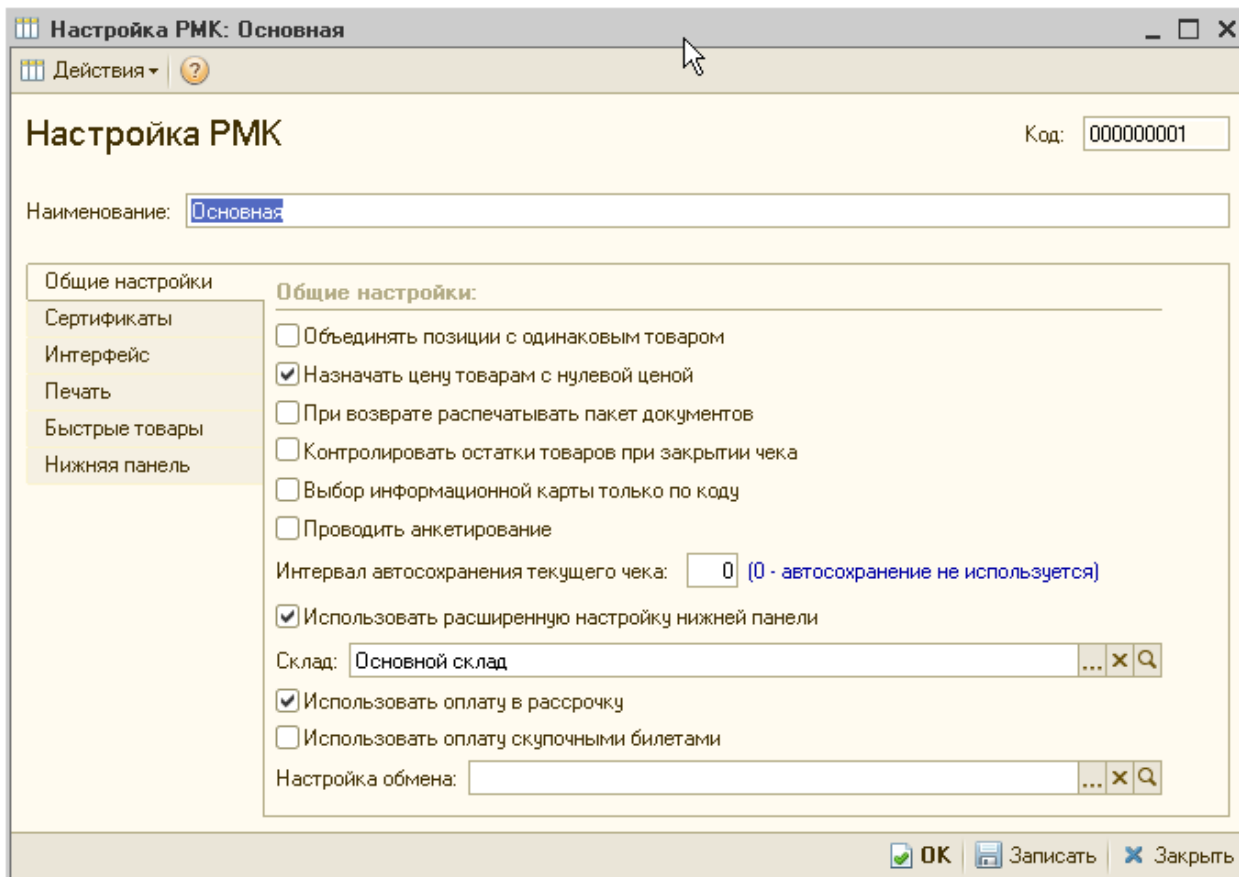 Настройка РМК: Основная
Действия
Настройка РМК
Код: 000000001
Наименование: Основная
Общие настройки
Сертификаты
Интерфейс
Печать
Быстрые товары
Нижняя панель
Общие настройки:
Объединять позиции с одинаковым товаром
Назначать цену товарам с нулевой ценой
При возврате распечатывать пакет документов
Контролировать остатки товаров при закрытии чека
Выбор информационной карты только по коду
Проводить анкетирование
Интервал автосохранения текущего чека: 0 (0 - автосохранение не используется)
Использовать расширенную настройку нижней панели
Склад: Основной склад ...
Использовать оплату в рассрочку
Использовать оплату скупочными билетами
Настройка обмена: ...
ОК Записать Закрыть